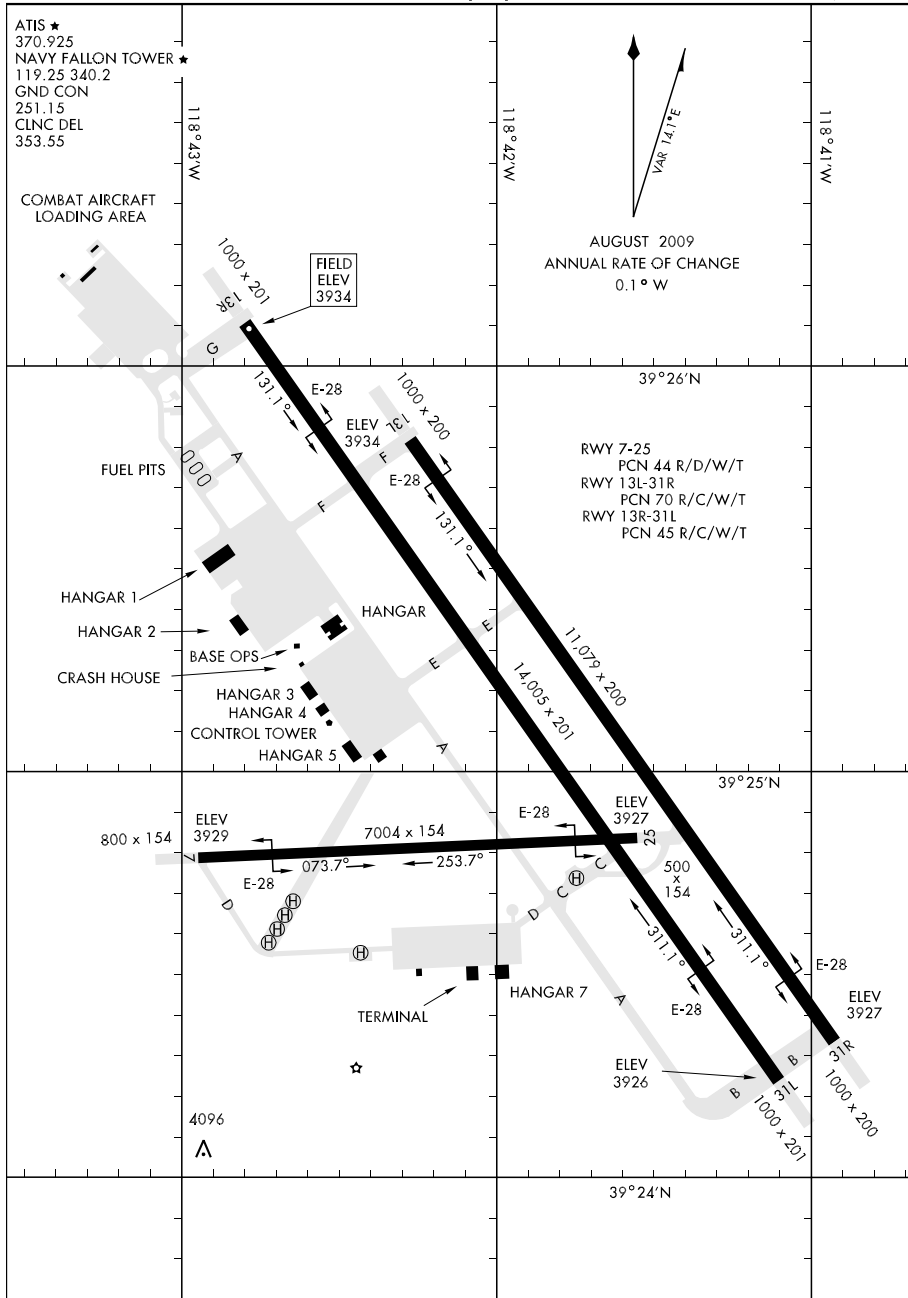 ATIS ★
370.925
NAVY FALLON TOWER ★
119.25 340.2
GND CON
251.15
CLNC DEL
353.55
118°43'W
118°42'W
118°41'W
VAR 14.1°E
AUGUST 2009
ANNUAL RATE OF CHANGE
0.1° W
COMBAT AIRCRAFT
LOADING AREA
1000 x 201
13R
FIELD
ELEV
3934
G
39°26'N
131.1°
E-28
ELEV
3934
1000 x 200
13L
F
E-28
131.1°
A
F
FUEL PITS
RWY 7-25
PCN 44 R/D/W/T
RWY 13L-31R
PCN 70 R/C/W/T
RWY 13R-31L
PCN 45 R/C/W/T
HANGAR 1
HANGAR 2
HANGAR
BASE OPS
CRASH HOUSE
HANGAR 3
HANGAR 4
CONTROL TOWER
HANGAR 5
E
E
A
14,005 x 201
11,079 x 200
39°25'N
800 x 154
ELEV
3929
7
E-28
7004 x 154
073.7°
253.7°
E-28
ELEV
3927
25
500
x
154
C
C
D
D
H
H
H
H
H
H
311.1°
311.1°
E-28
E-28
TERMINAL
HANGAR 7
A
ELEV
3927
ELEV
3926
B
B
31L
31R
1000 x 201
1000 x 200
4096
39°24'N